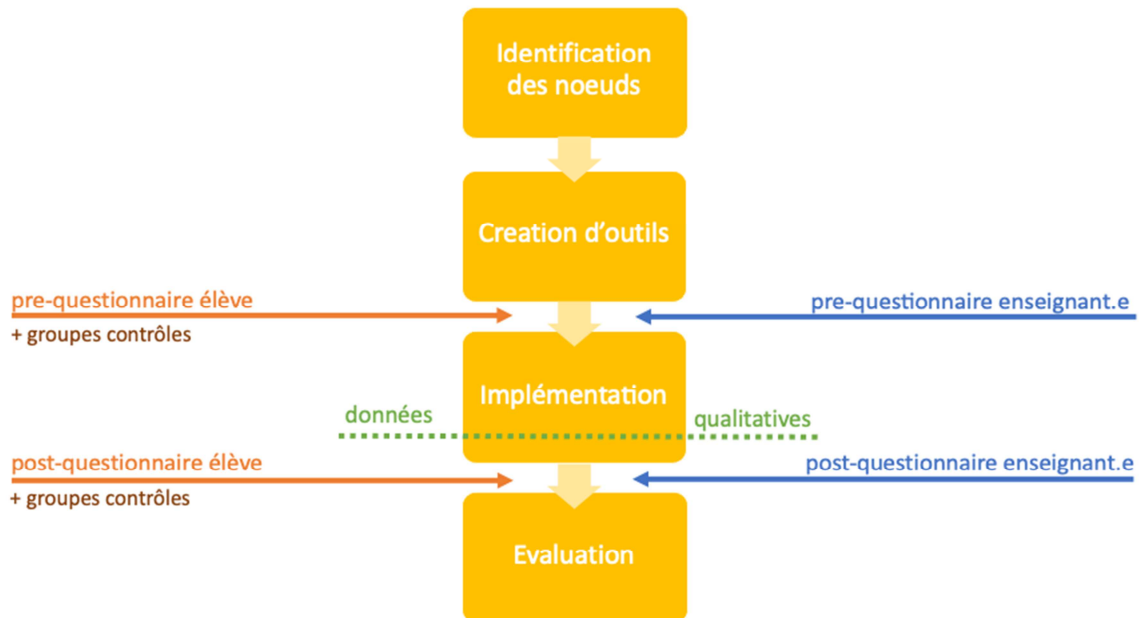 Identification
des noeuds
Creation d'outils
pre-questionnaire élève
+ groupes contrôles
pre-questionnaire enseignant.e
Implémentation
données
qualitatives
post-questionnaire élève
+ groupes contrôles
post-questionnaire enseignant.e
Evaluation